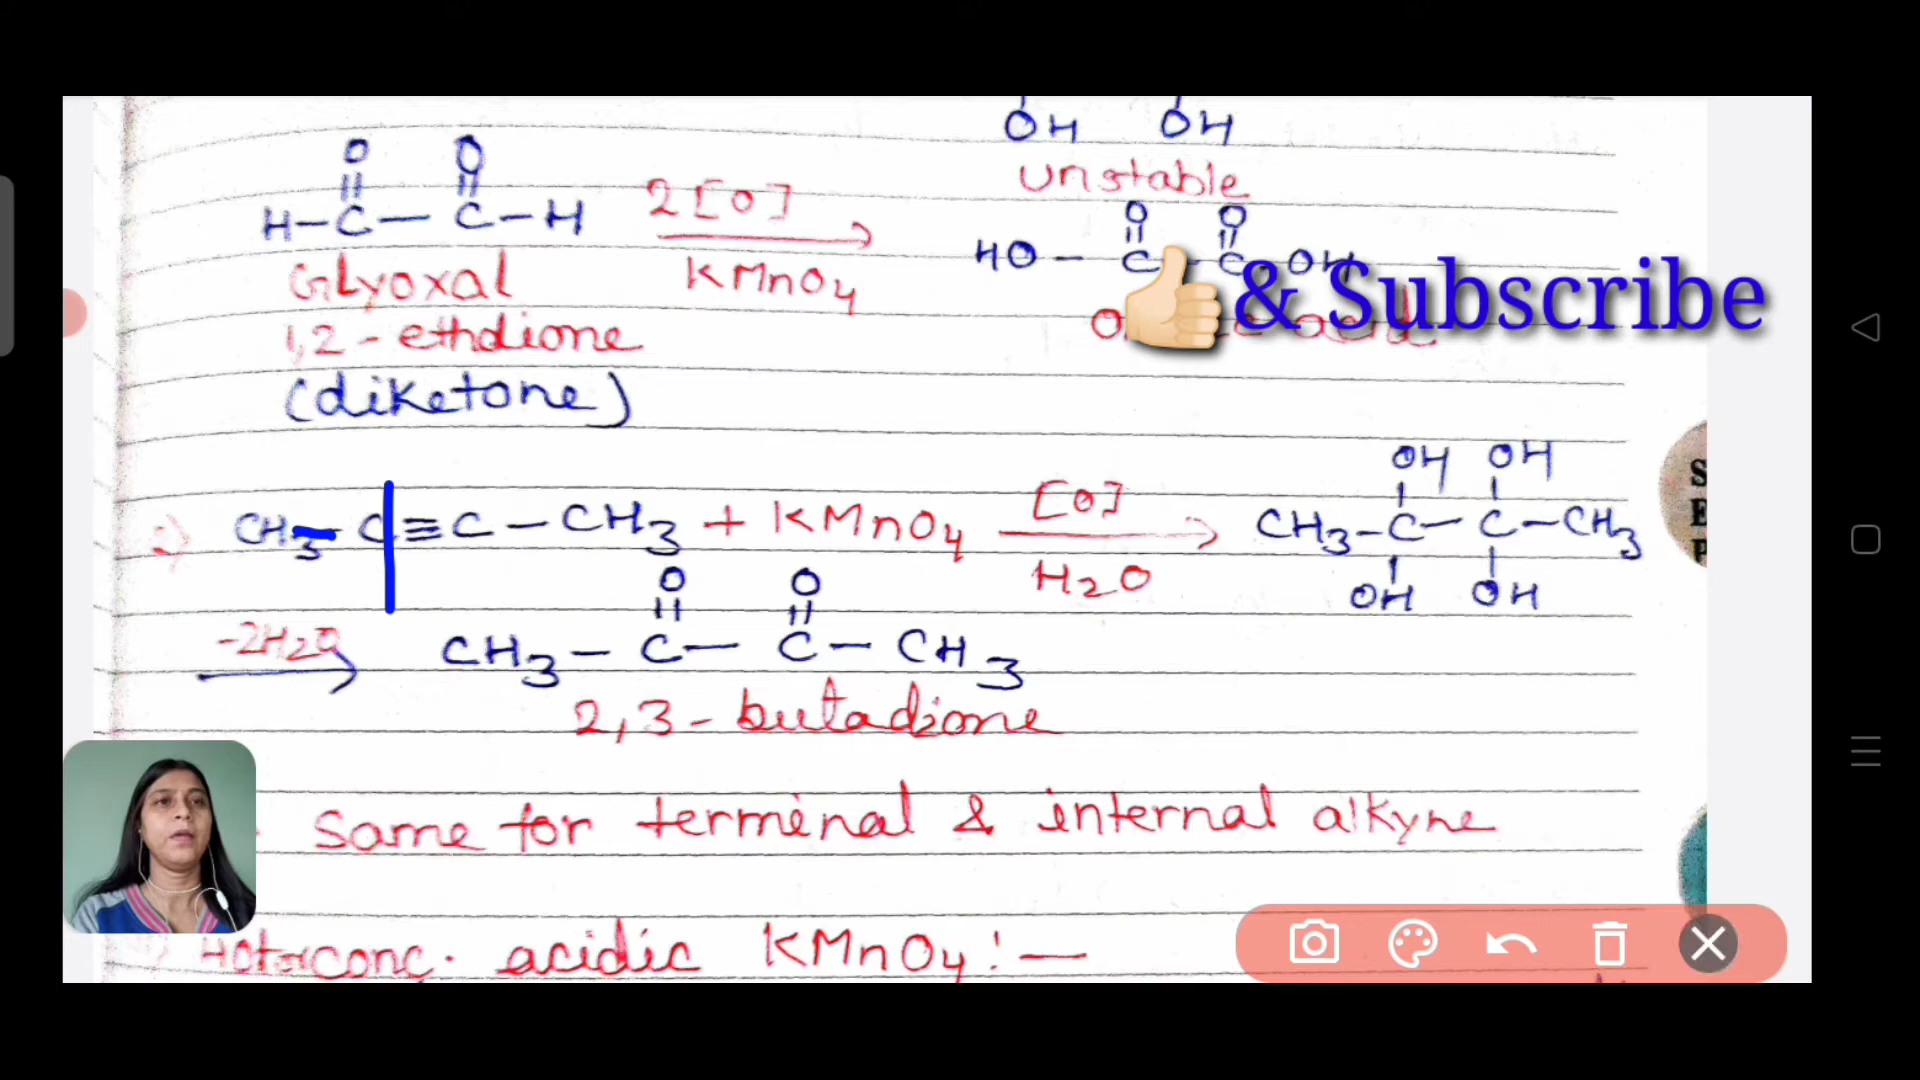 OH OH
unstable
O O
H-C-C-H 2[O] KMnO4
O O
HO-C-C-OH
Glyoxal
1,2-ethdione
(diketone)
& Subscribe
acid
CH3-C≡C-CH3 + KMnO4 [O] H2O
OH OH
CH3-C-C-CH3
OH OH
-2H2O
O O
CH3-C-C-CH3
2,3-butadione
Same for terminal & internal alkyne
Hot conc. acidic KMnO4:-
S
E
P